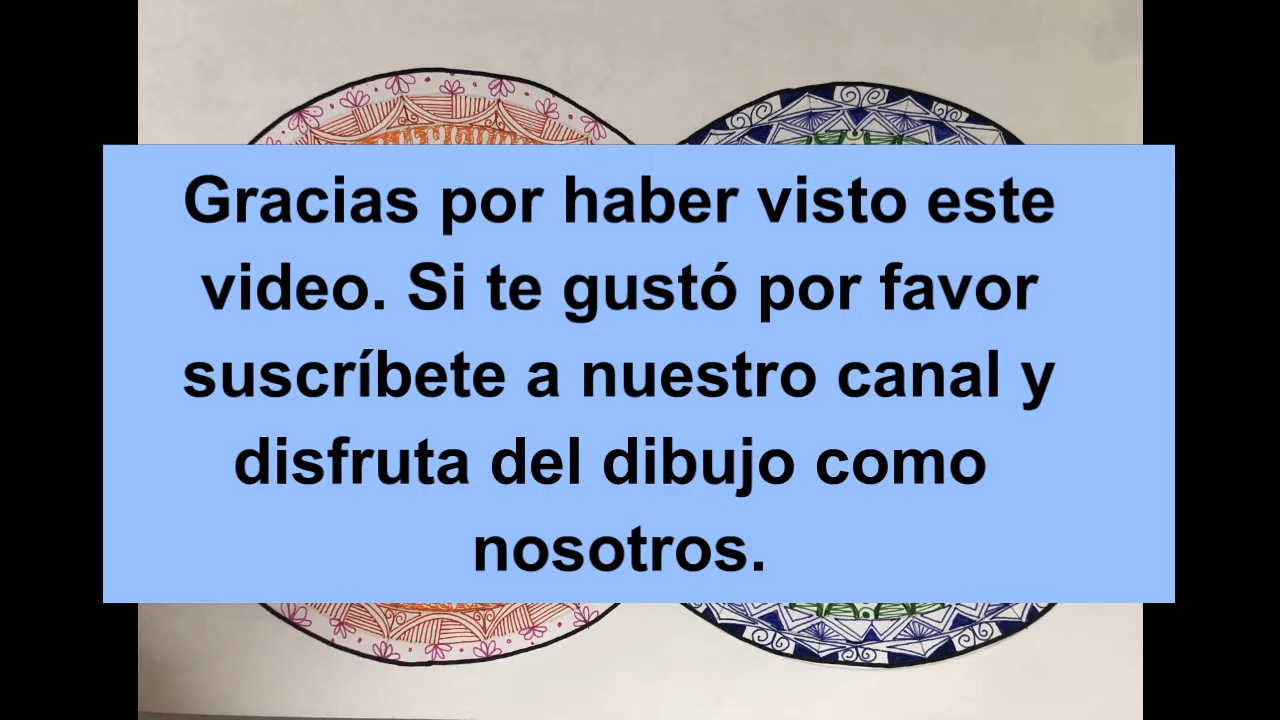 Gracias por haber visto este
video. Si te gustó por favor
suscríbete a nuestro canal y
disfruta del dibujo como
nosotros.